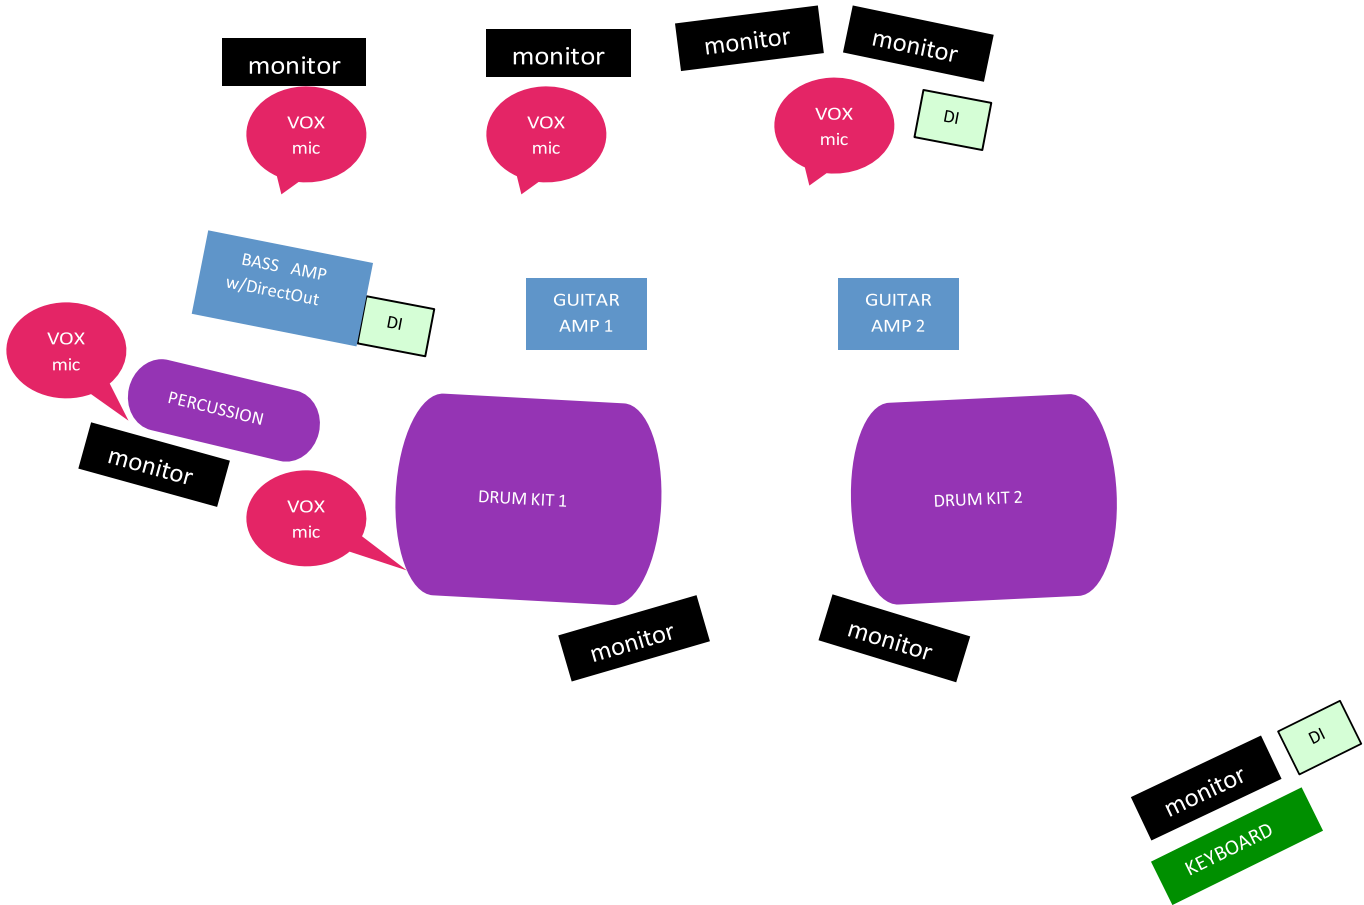 monitor
monitor
monitor
monitor
VOX
mic
VOX
mic
VOX
mic
DI
BASS AMP
w/DirectOut
DI
GUITAR
AMP 1
GUITAR
AMP 2
VOX
mic
PERCUSSION
monitor
VOX
mic
DRUM KIT 1
DRUM KIT 2
monitor
monitor
DI
monitor
KEYBOARD